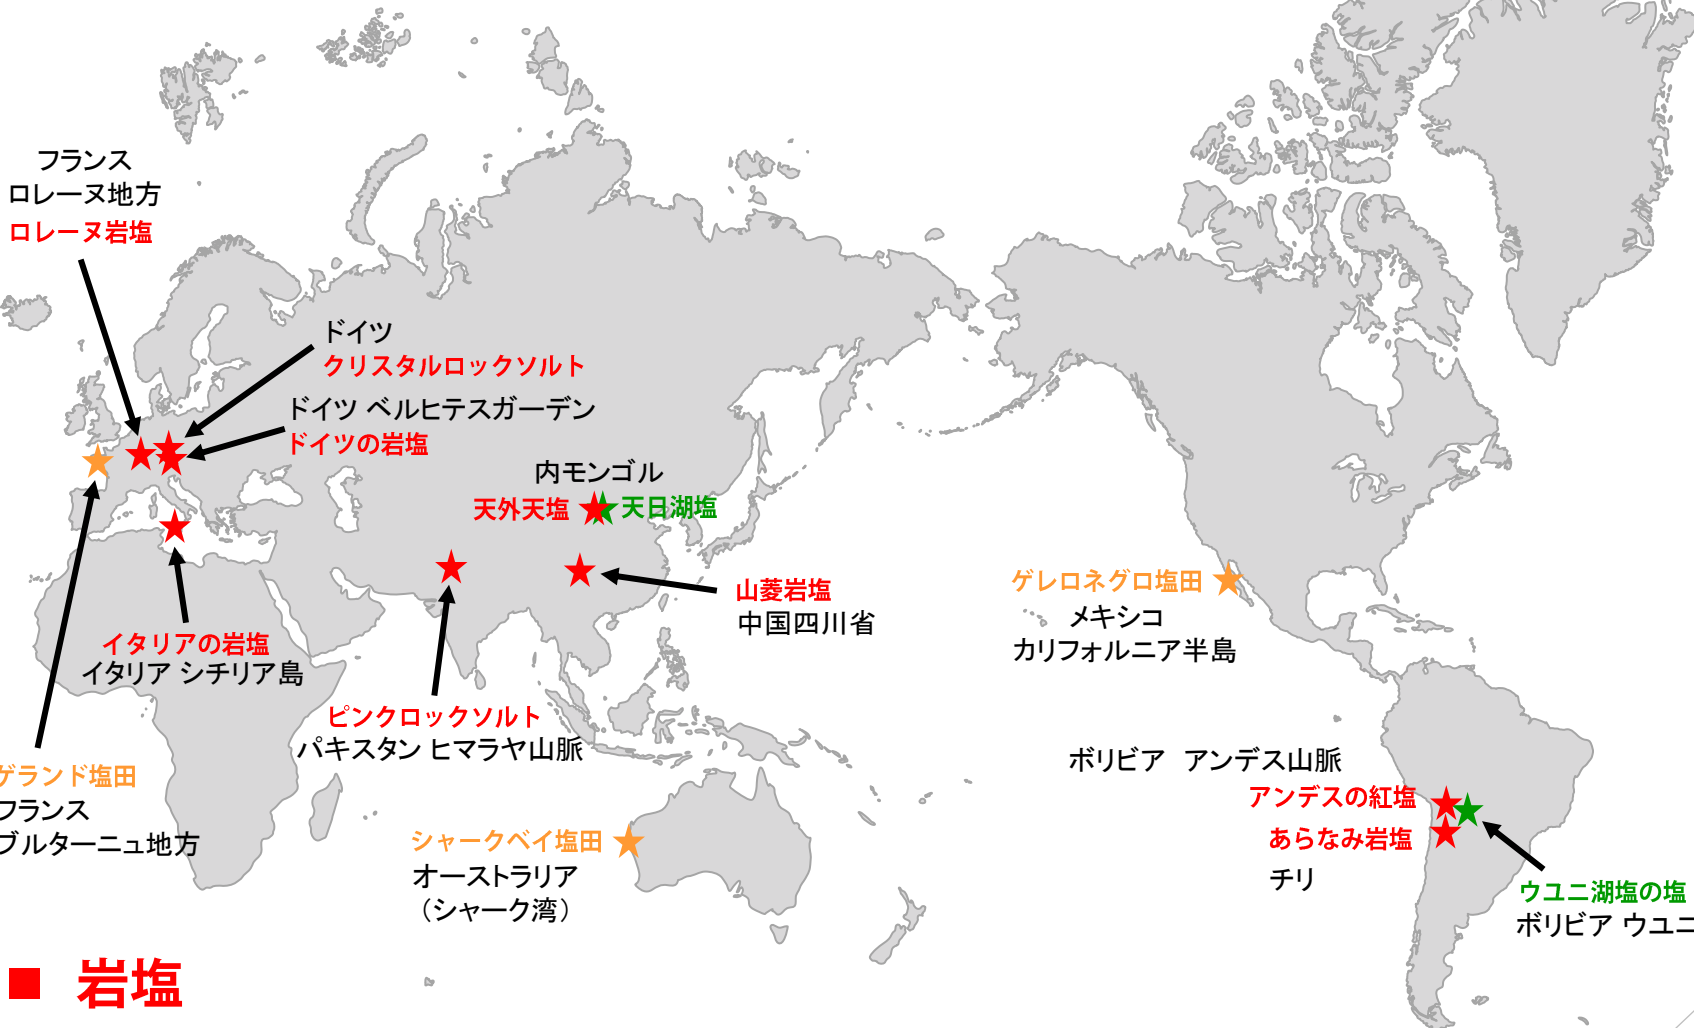 フランス
ロレーヌ地方
ロレーヌ岩塩
ドイツ
クリスタルロックソルト
ドイツ ベルヒテスガーデン
ドイツの岩塩
内モンゴル
天外天塩
天日湖塩
山菱岩塩
中国四川省
イタリアの岩塩
イタリア シチリア島
ピンクロックソルト
パキスタン ヒマラヤ山脈
ゲランド塩田
フランス
ブルターニュ地方
シャークベイ塩田
オーストラリア
(シャーク湾)
ゲレロネグロ塩田
メキシコ
カリフォルニア半島
ボリビア アンデス山脈
アンデスの紅塩
あらなみ岩塩
チリ
ウユニ湖塩の塩
ボリビア ウユニ
■ 岩塩